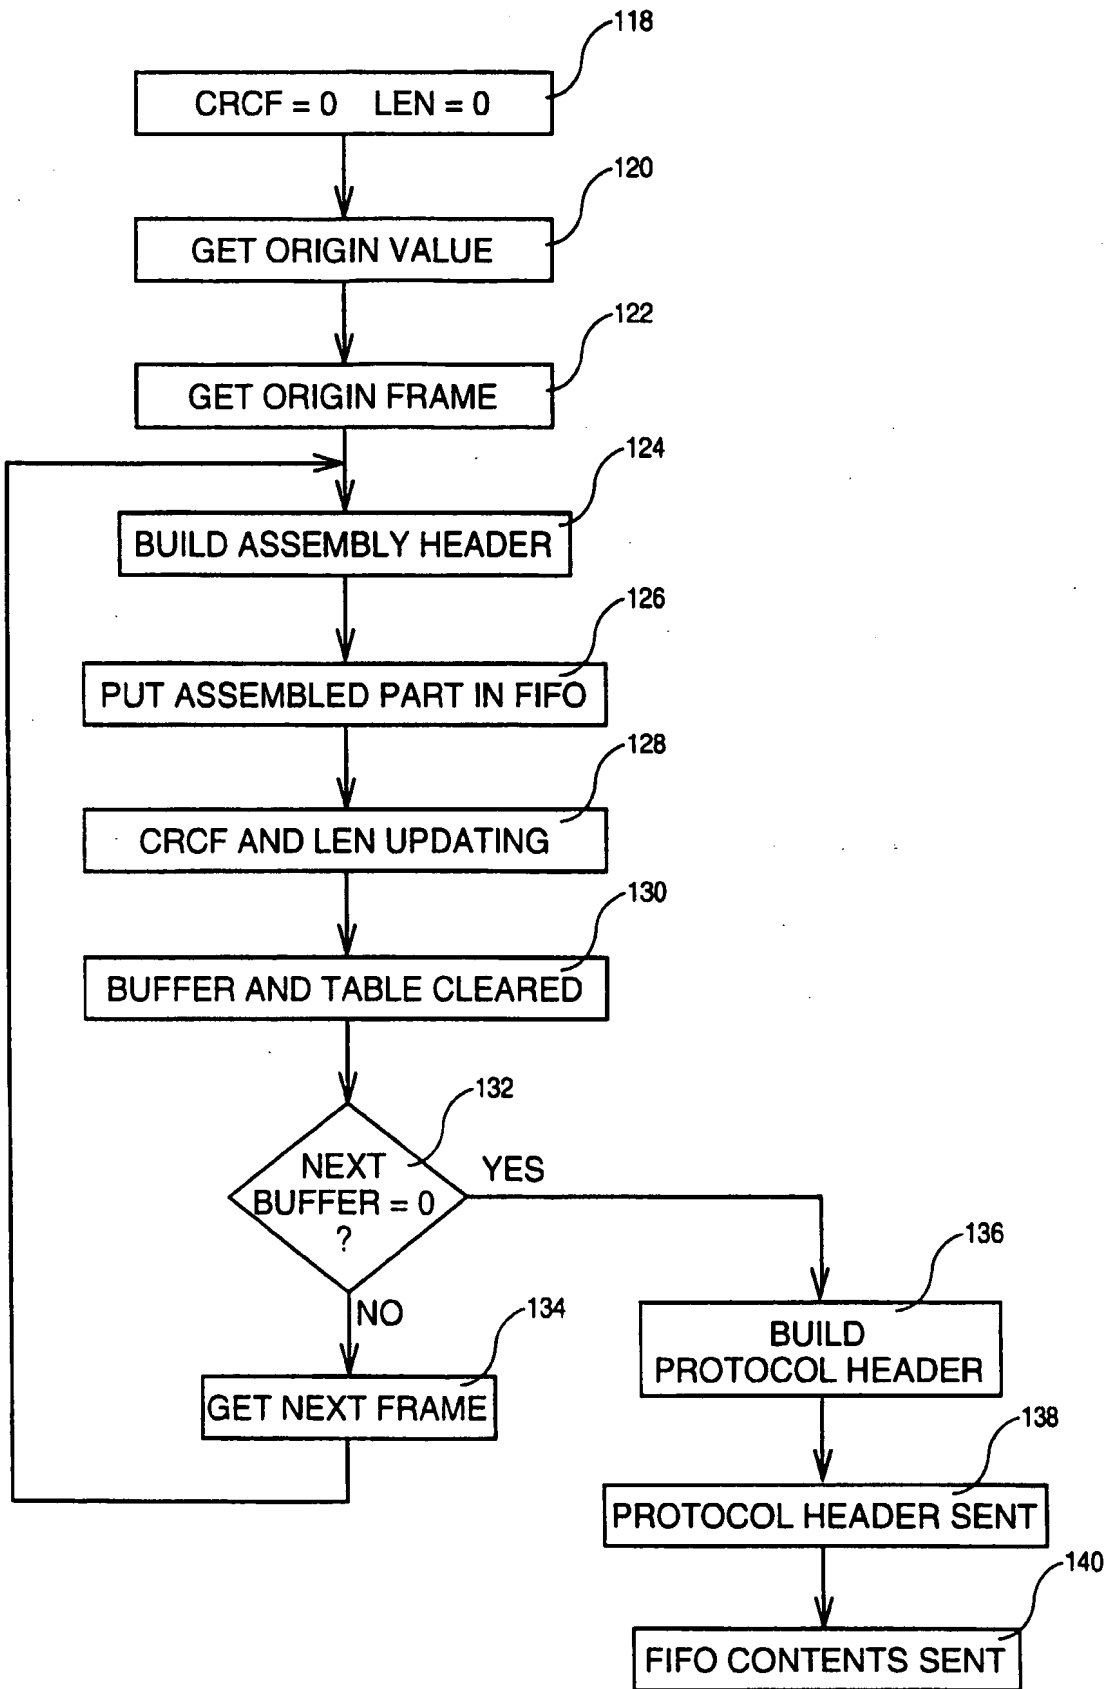 118
CRCF = 0 LEN = 0
120
GET ORIGIN VALUE
122
GET ORIGIN FRAME
124
BUILD ASSEMBLY HEADER
126
PUT ASSEMBLED PART IN FIFO
128
CRCF AND LEN UPDATING
130
BUFFER AND TABLE CLEARED
132
NEXT
BUFFER = 0
?
YES
NO
134
GET NEXT FRAME
136
BUILD
PROTOCOL HEADER
138
PROTOCOL HEADER SENT
140
FIFO CONTENTS SENT